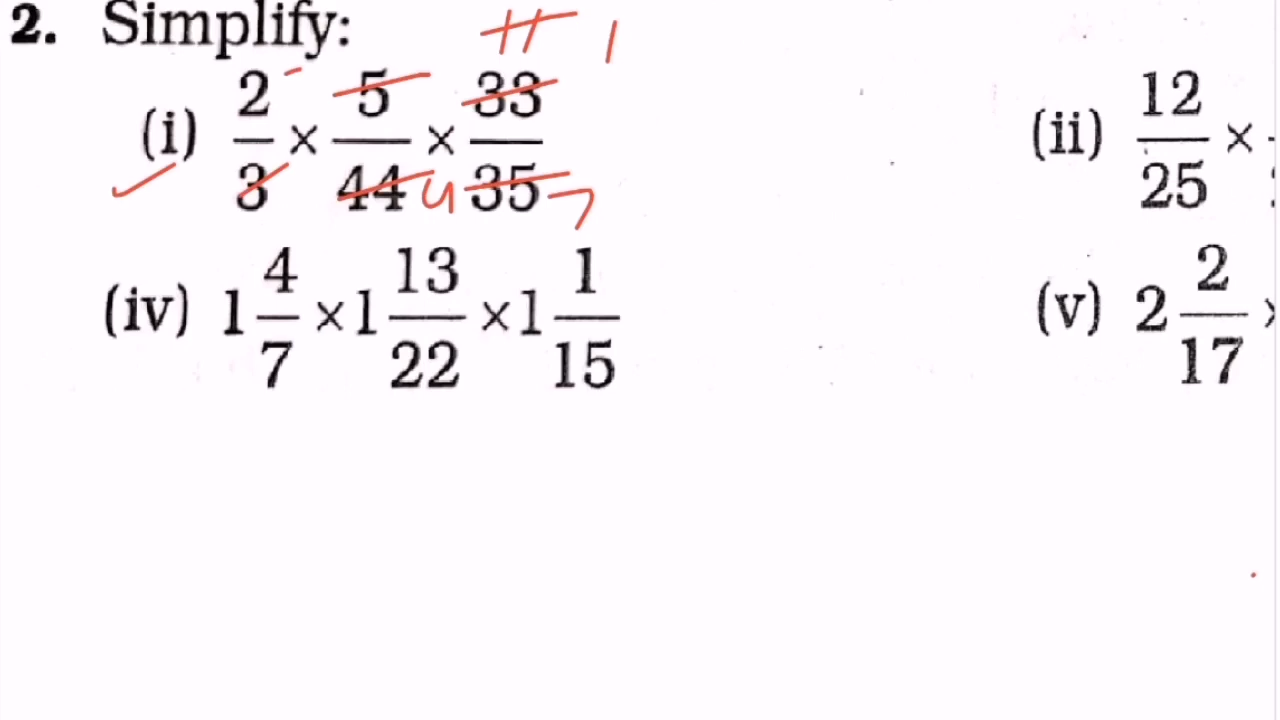 2. Simplify:
11 1
(i) 2/3 × 5/44 × 33/35
4 7
(ii) 12/25 ×
(iv) 1 4/7 × 1 13/22 × 1 1/15
(v) 2 2/17